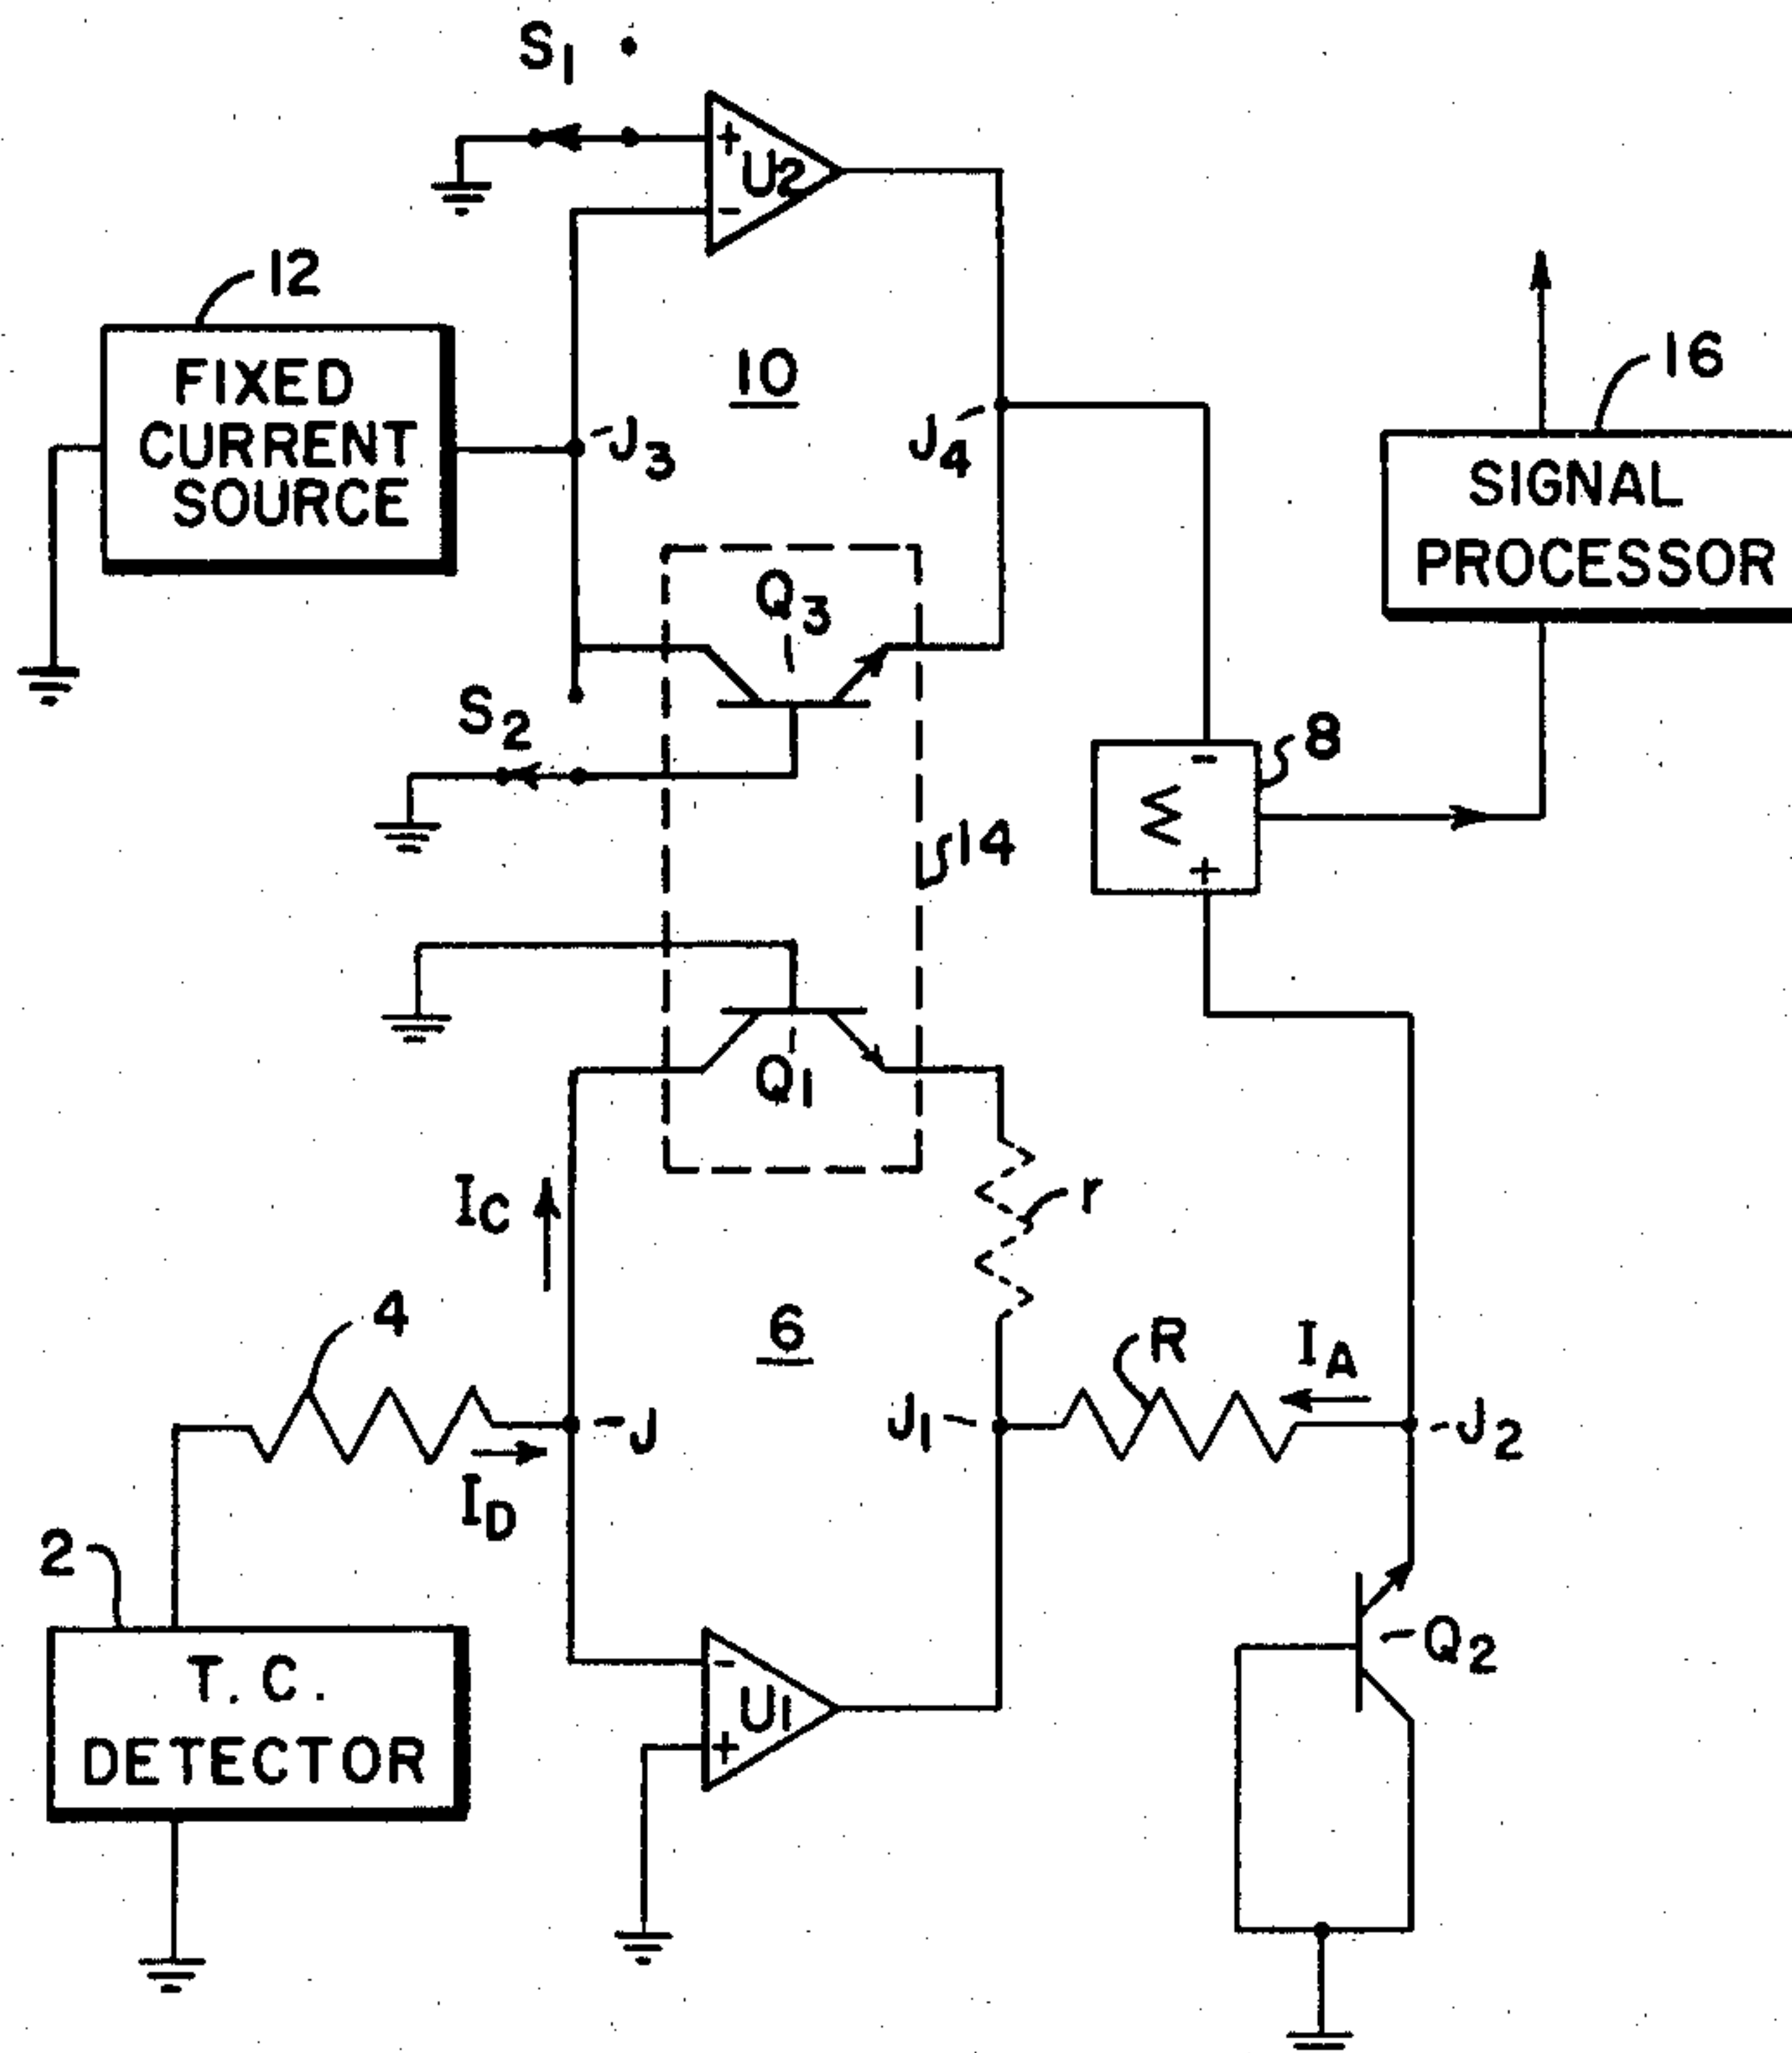 S1
+
U2
-
12
FIXED
CURRENT
SOURCE
10
J3
J4
16
SIGNAL
PROCESSOR
Q3
S2
-
8
Σ
+
14
Q1
IC
r
4
6
R
IA
J
J1
J2
ID
2
T.C.
DETECTOR
-
U1
+
Q2